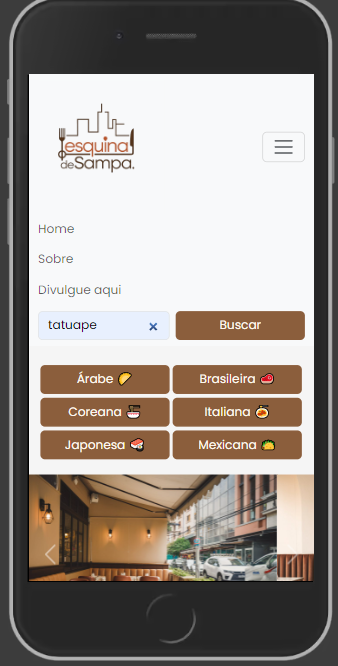 esquina
de Sampa.
Home
Sobre
Divulgue aqui
tatuape
Buscar
Árabe
Brasileira
Coreana
Italiana
Japonesa
Mexicana